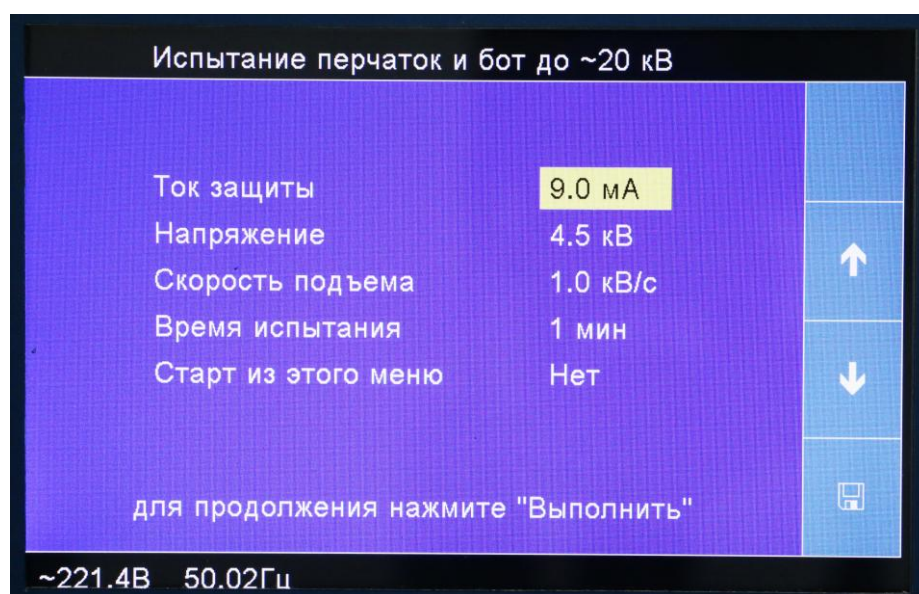 Испытание перчаток и бот до ~20 кВ
Ток защиты 9.0 мА
Напряжение 4.5 кВ
Скорость подъема 1.0 кВ/с
Время испытания 1 мин
Старт из этого меню Нет
для продолжения нажмите "Выполнить"
~221.4В 50.02Гц